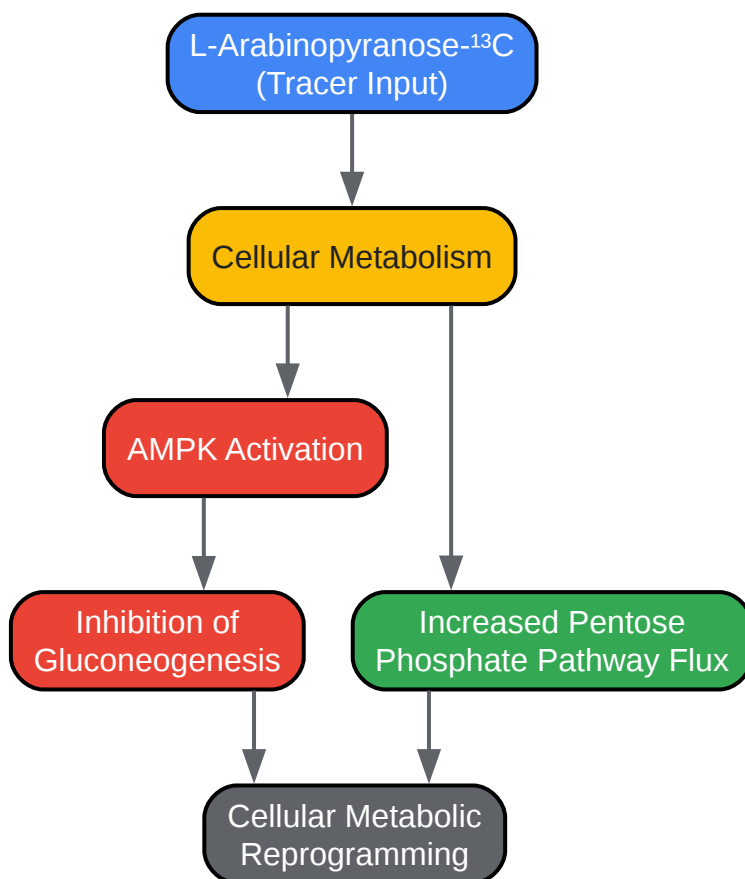 L-Arabinopyranose-¹³C
(Tracer Input)
Cellular Metabolism
AMPK Activation
Inhibition of
Gluconeogenesis
Increased Pentose
Phosphate Pathway Flux
Cellular Metabolic
Reprogramming